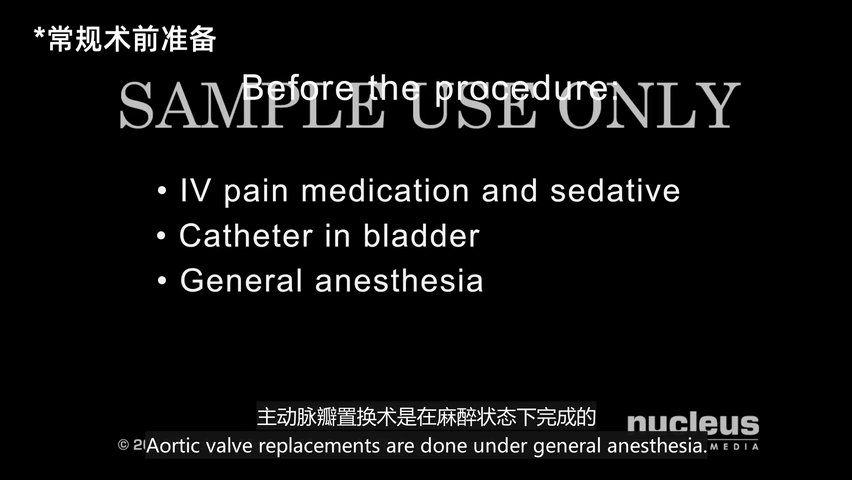 *常规术前准备
Before the procedure:
SAMPLE USE ONLY
• IV pain medication and sedative
• Catheter in bladder
• General anesthesia
主动脉瓣置换术是在麻醉状态下完成的
nucleus
© 20
MEDIA
Aortic valve replacements are done under general anesthesia.